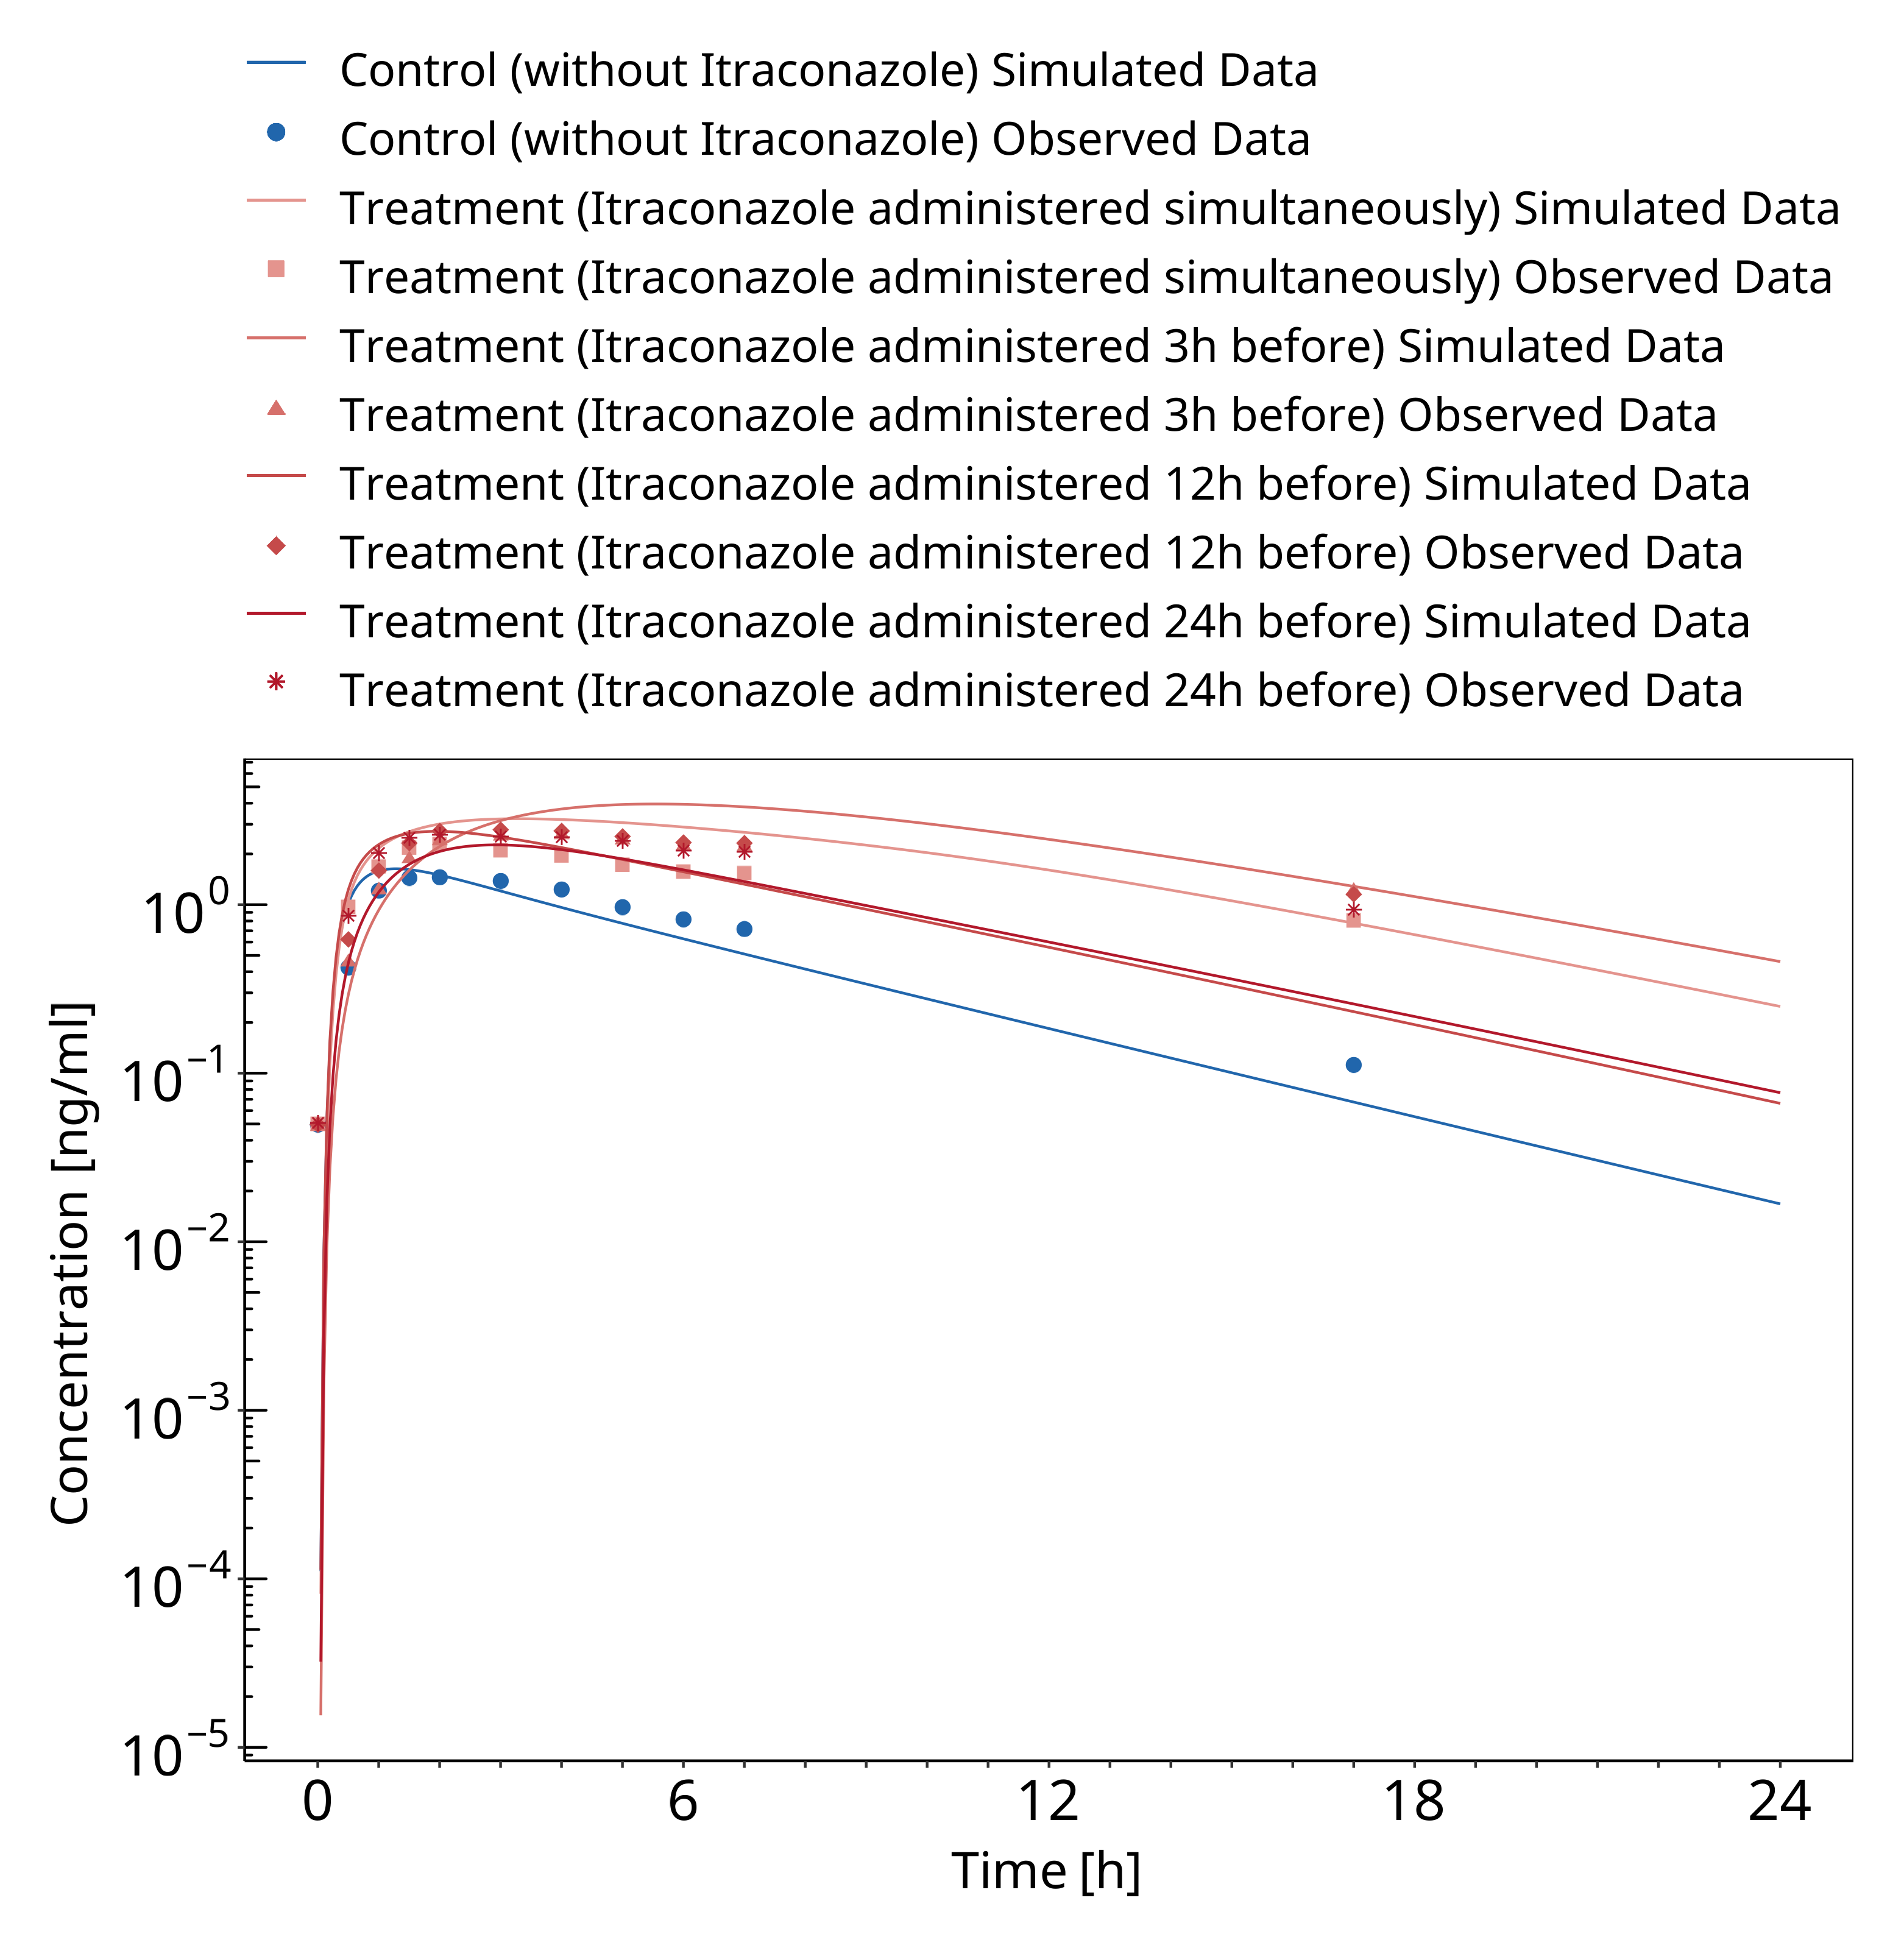 Control (without Itraconazole) Simulated Data
Control (without Itraconazole) Observed Data
Treatment (Itraconazole administered simultaneously) Simulated Data
Treatment (Itraconazole administered simultaneously) Observed Data
Treatment (Itraconazole administered 3h before) Simulated Data
Treatment (Itraconazole administered 3h before) Observed Data
Treatment (Itraconazole administered 12h before) Simulated Data
Treatment (Itraconazole administered 12h before) Observed Data
Treatment (Itraconazole administered 24h before) Simulated Data
Treatment (Itraconazole administered 24h before) Observed Data
Concentration [ng/ml]
10⁰
10⁻¹
10⁻²
10⁻³
10⁻⁴
10⁻⁵
0 6 12 18 24
Time [h]